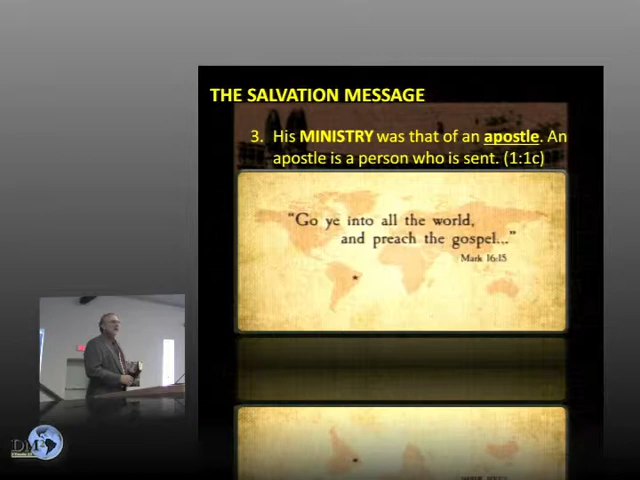 THE SALVATION MESSAGE
3. His MINISTRY was that of an apostle. An
apostle is a person who is sent. (1:1c)
"Go ye into all the world,
and preach the gospel..."
Mark 16:15
DM